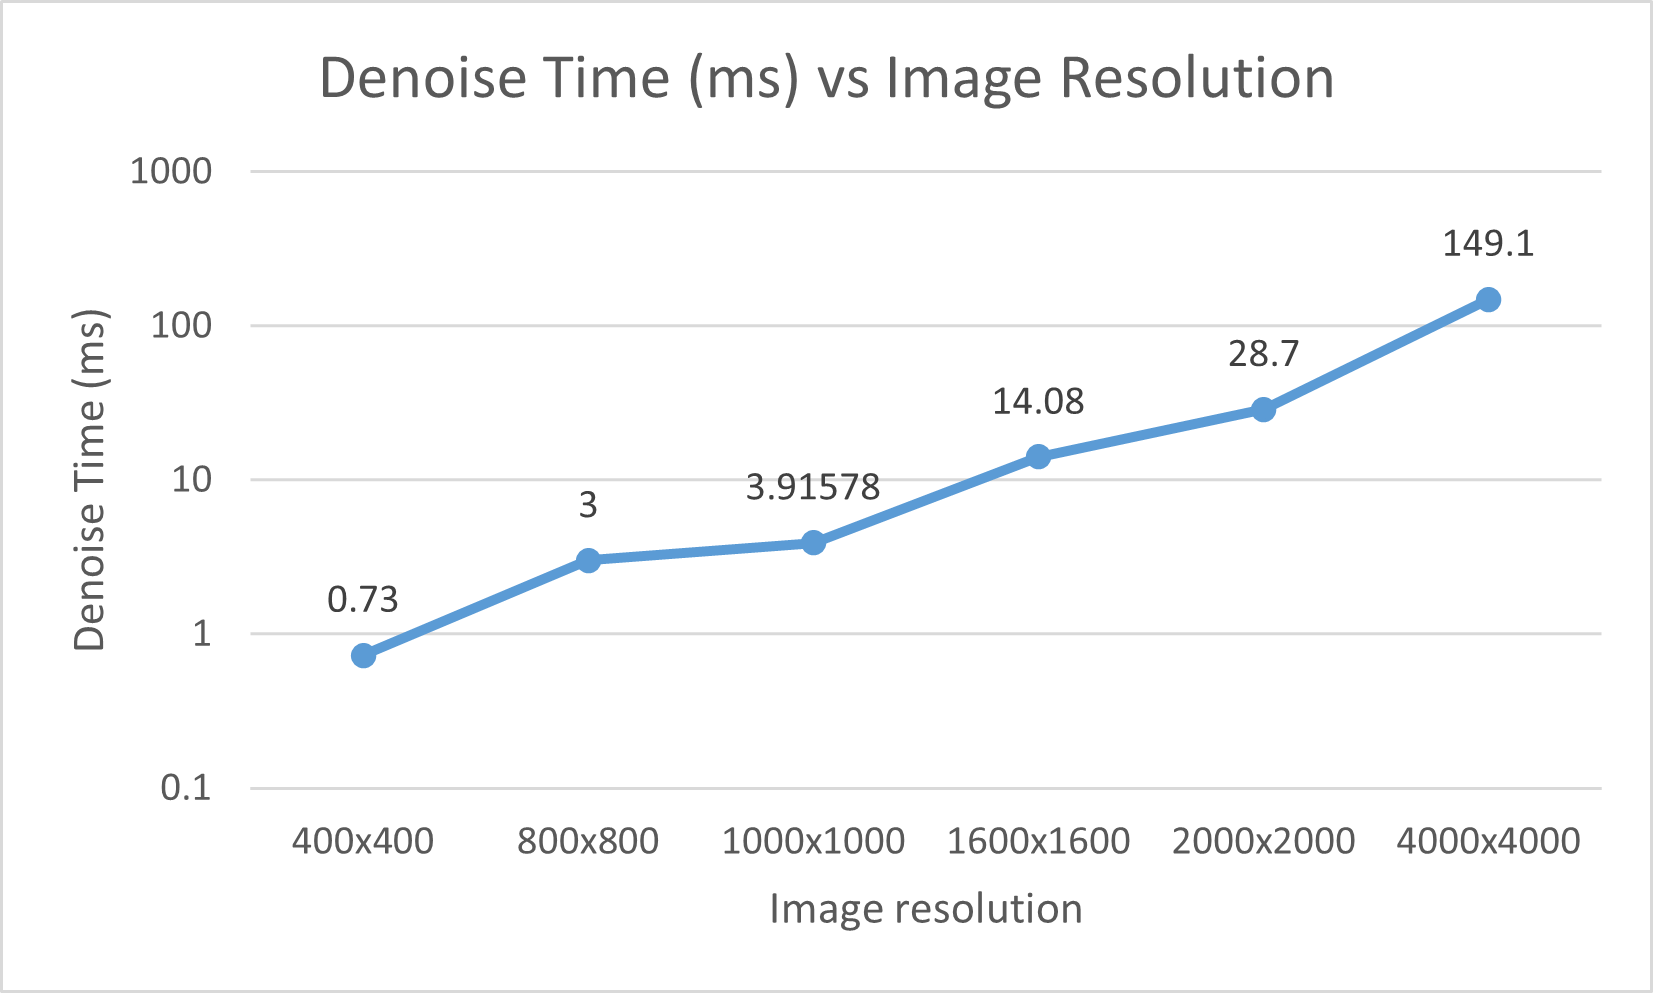 Denoise Time (ms) vs Image Resolution
1000
100
10
1
0.1
Denoise Time (ms)
0.73
3
3.91578
14.08
28.7
149.1
400x400 800x800 1000x1000 1600x1600 2000x2000 4000x4000
Image resolution